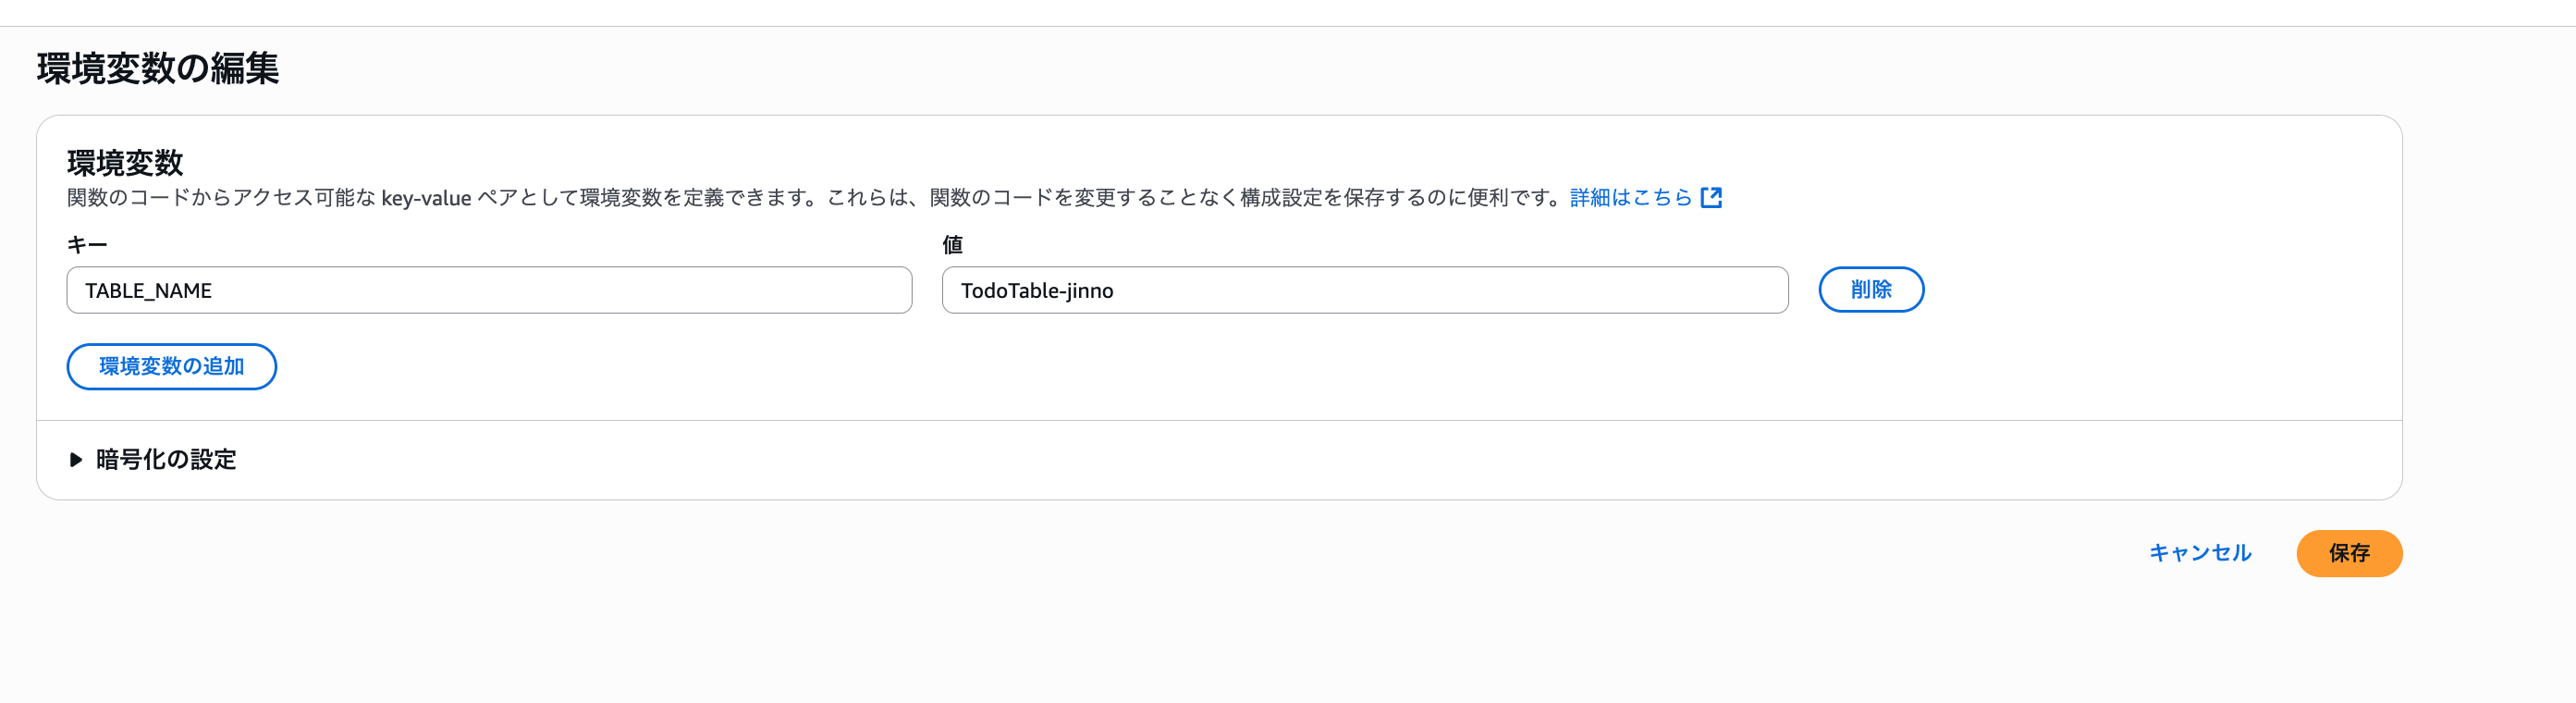 環境変数の編集
環境変数
関数のコードからアクセス可能な key-value ペアとして環境変数を定義できます。これらは、関数のコードを変更することなく構成設定を保存するのに便利です。詳細はこちら
キー 値
TABLE_NAME TodoTable-jinno 削除
環境変数の追加
暗号化の設定
キャンセル 保存